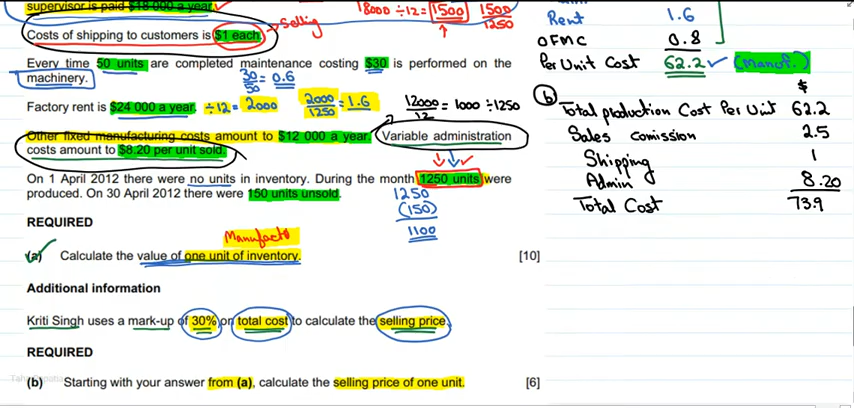 supervisor is paid $18 000 a year.
18000 ÷ 12 = 1500 1500/1250
Costs of shipping to customers is $1 each. Selling
Every time 50 units are completed maintenance costing $30 is performed on the
machinery. 30/50 = 0.6
Factory rent is $24 000 a year. ÷12 = 2000 2000/1250 = 1.6 12000/12 = 1000 ÷ 1250
Other fixed manufacturing costs amount to $12 000 a year. Variable administration
costs amount to $8.20 per unit sold.
On 1 April 2012 there were no units in inventory. During the month 1250 units were
produced. On 30 April 2012 there were 150 units unsold.
1250
(150)
1100
REQUIRED
Manufact
(a) Calculate the value of one unit of inventory. [10]
Additional information
Kriti Singh uses a mark-up of 30% on total cost to calculate the selling price.
REQUIRED
(b) Starting with your answer from (a), calculate the selling price of one unit. [6]
Rent 1.6
OFMC 0.8
Per Unit Cost 62.2 (Manuf.)
(b) $
Total production Cost Per Unit 62.2
Sales comission 2.5
Shipping 1
Admin 8.20
Total Cost 73.9